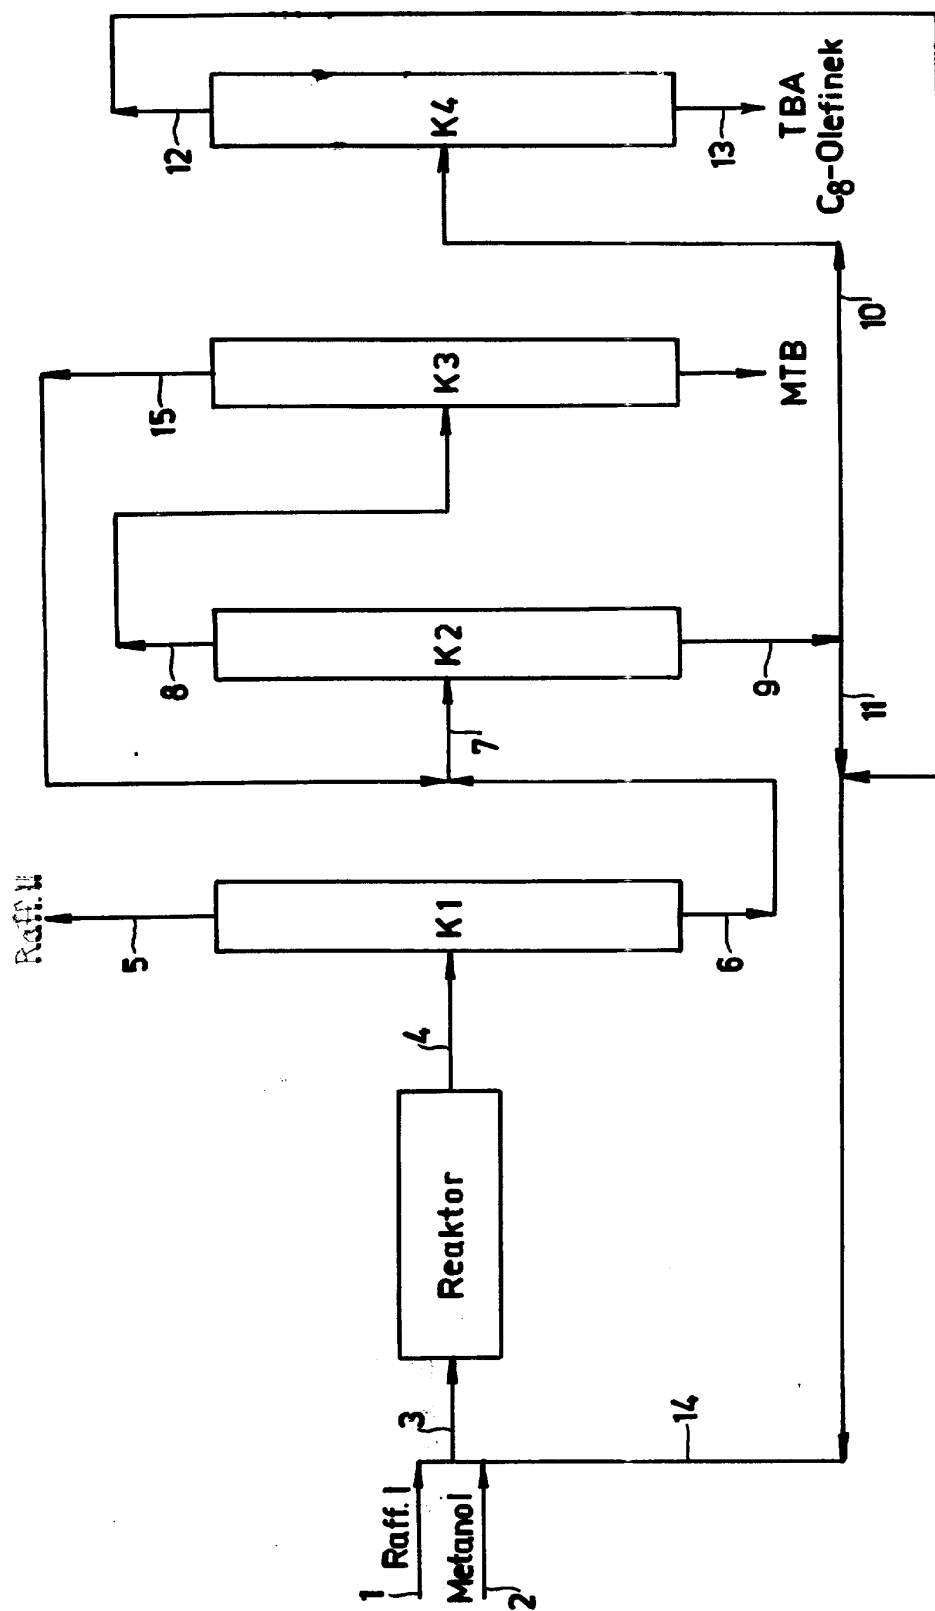 1
Raff. I
Metanol
2
3
14
Reaktor
4
Raff. II
5
K1
6
7
8
K2
9
11
15
K3
MTB
10
12
K4
13
TBA
C₈-Olefinek